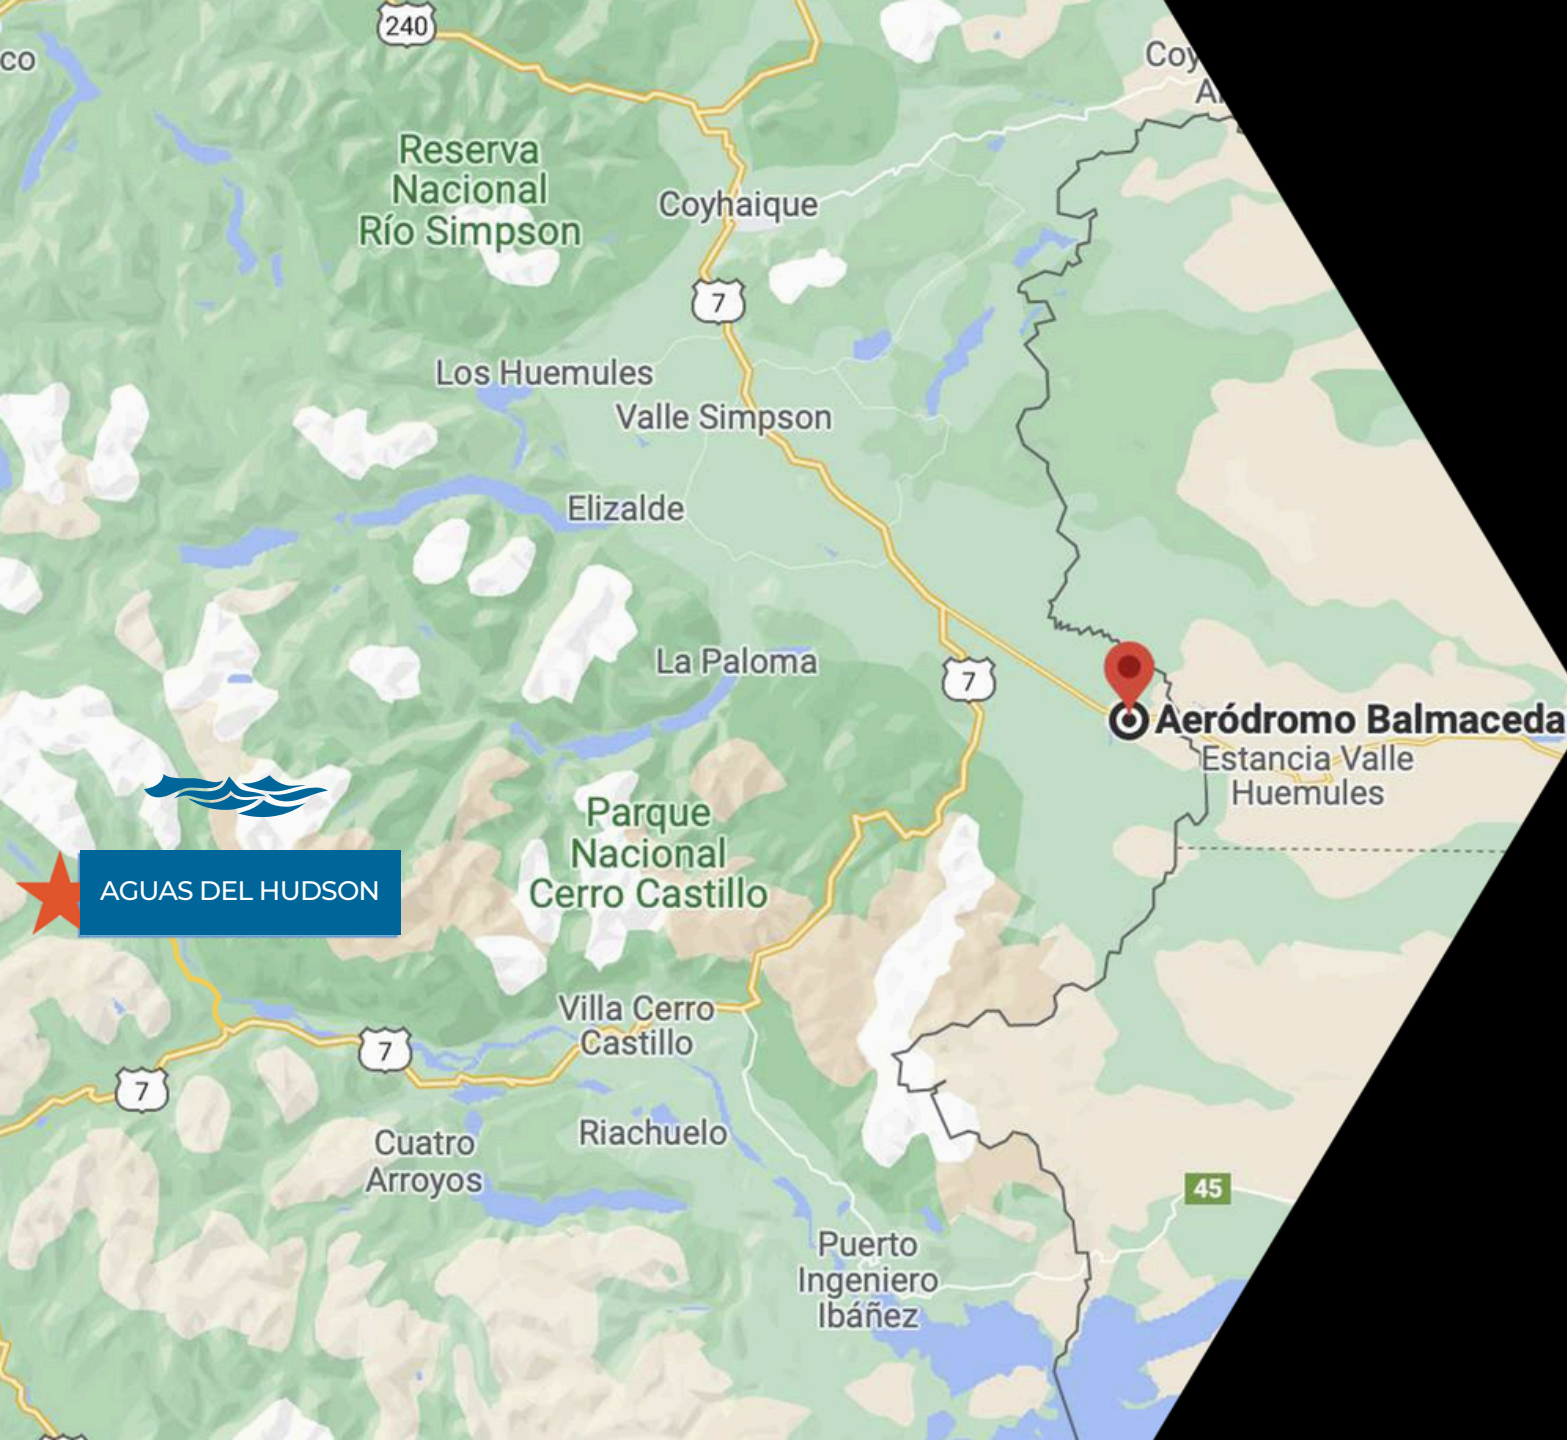 240
co
Coy
A
Reserva
Nacional
Río Simpson
Coyhaique
7
Los Huemules
Valle Simpson
Elizalde
La Paloma
7
Aeródromo Balmaceda
Estancia Valle
Huemules
Parque
Nacional
Cerro Castillo
AGUAS DEL HUDSON
Villa Cerro
Castillo
7
7
Cuatro
Arroyos
Riachuelo
45
Puerto
Ingeniero
Ibáñez